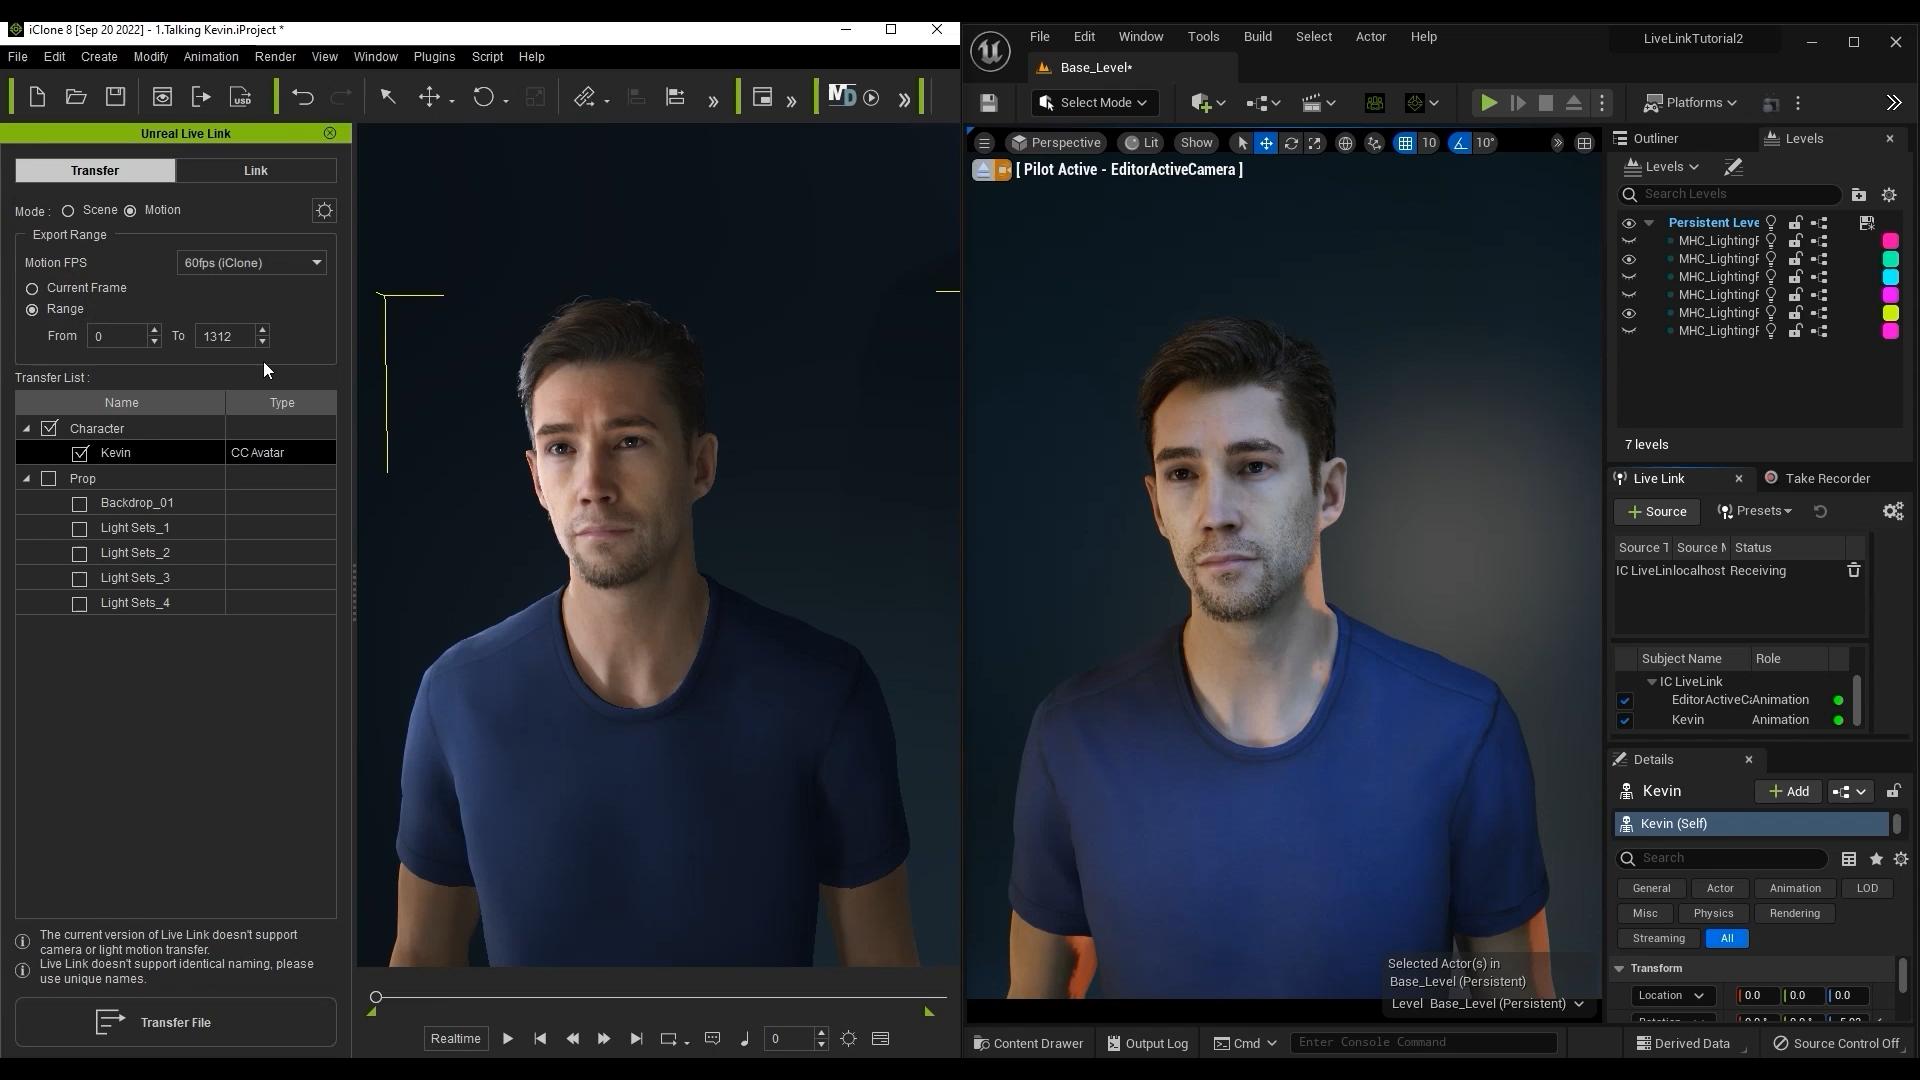 iClone 8 [Sep 20 2022] - 1.Talking Kevin.iProject *
File Edit Create Modify Animation Render View Window Plugins Script Help
USD
MD
Unreal Live Link
Transfer Link
Mode : Scene Motion
Export Range
Motion FPS 60fps (iClone)
Current Frame
Range
From 0 To 1312
Transfer List :
Name Type
Character
Kevin CC Avatar
Prop
Backdrop_01
Light Sets_1
Light Sets_2
Light Sets_3
Light Sets_4
The current version of Live Link doesn't support
camera or light motion transfer.
Live Link doesn't support identical naming, please
use unique names.
Transfer File
Realtime 0
File Edit Window Tools Build Select Actor Help
LiveLinkTutorial2
Base_Level*
Select Mode
Platforms
Perspective Lit Show 10 10°
[ Pilot Active - EditorActiveCamera ]
Selected Actor(s) in
Base_Level (Persistent)
Level Base_Level (Persistent)
Outliner Levels
Levels
Search Levels
Persistent Leve
MHC_LightingF
MHC_LightingF
MHC_LightingF
MHC_LightingF
MHC_LightingF
MHC_LightingF
7 levels
Live Link Take Recorder
Source Presets
Source T Source M Status
IC LiveLin localhost Receiving
Subject Name Role
IC LiveLink
EditorActiveCa Animation
Kevin Animation
Details
Kevin Add
Kevin (Self)
Search
General Actor Animation LOD
Misc Physics Rendering
Streaming All
Transform
Location 0.0 0.0 0.0
Content Drawer Output Log Cmd Enter Console Command Derived Data Source Control Off